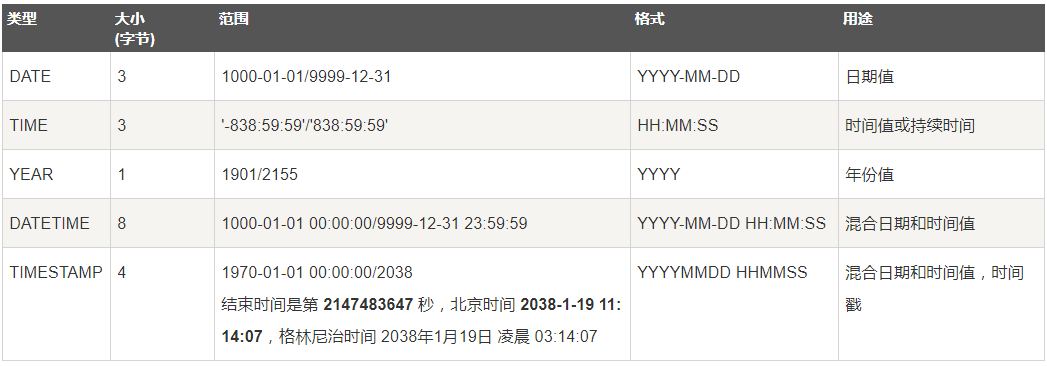 类型 大小 范围 格式 用途
(字节)
DATE 3 1000-01-01/9999-12-31 YYYY-MM-DD 日期值
TIME 3 '-838:59:59'/'838:59:59' HH:MM:SS 时间值或持续时间
YEAR 1 1901/2155 YYYY 年份值
DATETIME 8 1000-01-01 00:00:00/9999-12-31 23:59:59 YYYY-MM-DD HH:MM:SS 混合日期和时间值
TIMESTAMP 4 1970-01-01 00:00:00/2038 YYYYMMDD HHMMSS 混合日期和时间值，时间
结束时间是第 2147483647 秒，北京时间 2038-1-19 11: 戳
14:07，格林尼治时间 2038年1月19日 凌晨 03:14:07